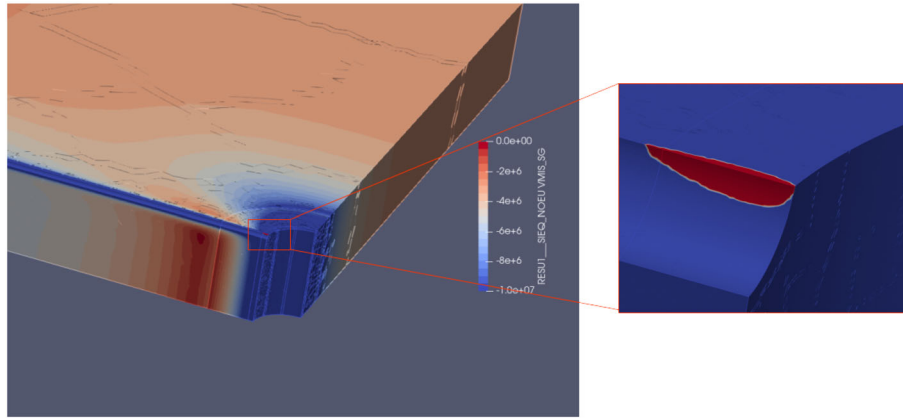 0.0e+00
-2e+6
-4e+6
-6e+6
-8e+6
-1.0e+07
RESU1___SIEQ_NOEU VMIS_SG